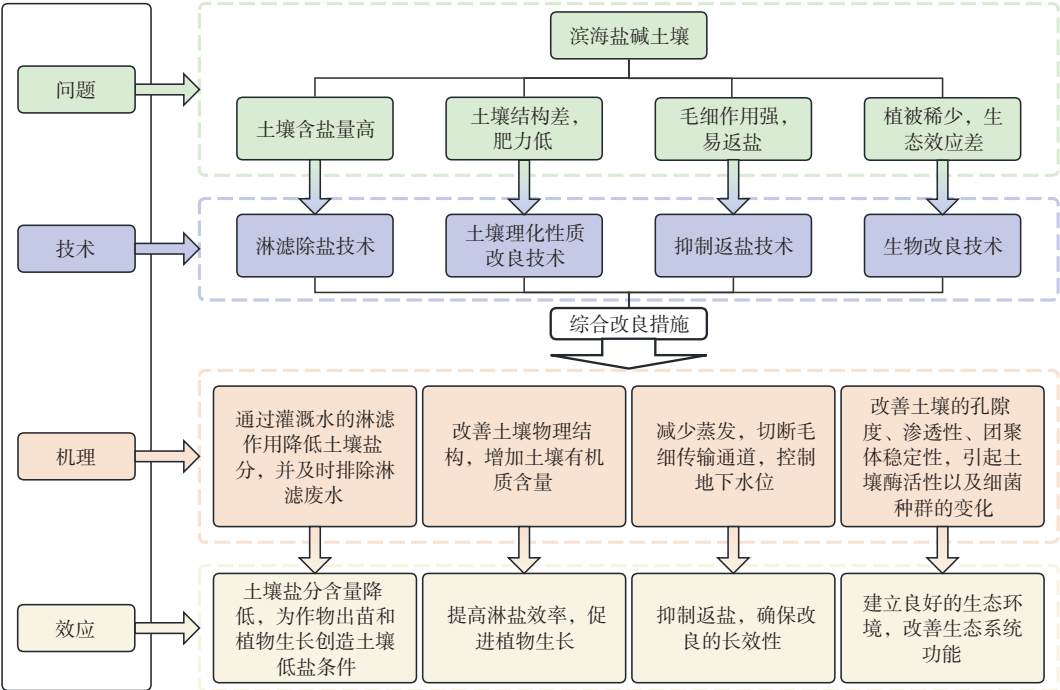 滨海盐碱土壤
问题
土壤含盐量高
土壤结构差，
肥力低
毛细作用强，
易返盐
植被稀少，生
态效应差
技术
淋滤除盐技术
土壤理化性质
改良技术
抑制返盐技术
生物改良技术
综合改良措施
机理
通过灌溉水的淋滤
作用降低土壤盐
分，并及时排除淋
滤废水
改善土壤物理结
构，增加土壤有机
质含量
减少蒸发，切断毛
细传输通道，控制
地下水位
改善土壤的孔隙
度、渗透性、团聚
体稳定性，引起土
壤酶活性以及细菌
种群的变化
效应
土壤盐分含量降
低，为作物出苗和
植物生长创造土壤
低盐条件
提高淋盐效率，促
进植物生长
抑制返盐，确保改
良的长效性
建立良好的生态环
境，改善生态系统
功能